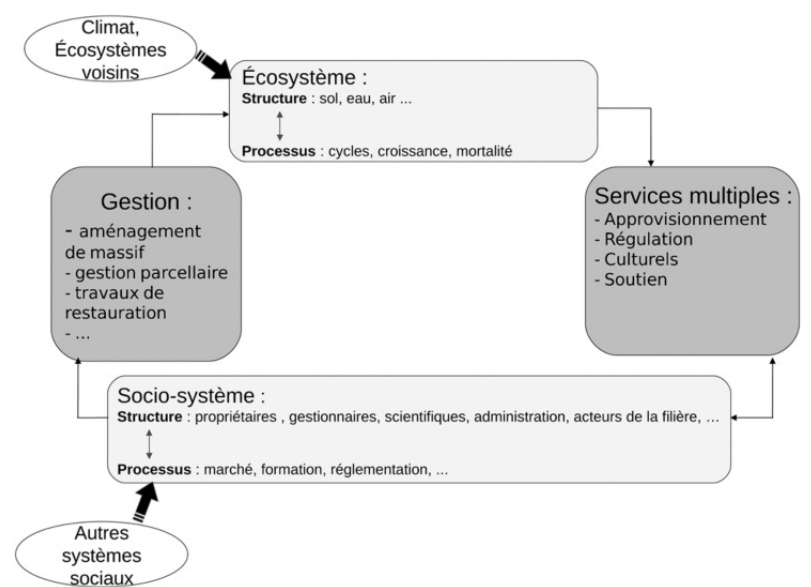 Climat,
Écosystèmes
voisins
Écosystème :
Structure : sol, eau, air ...
Processus : cycles, croissance, mortalité
Gestion :
- aménagement
de massif
- gestion parcellaire
- travaux de
restauration
- ...
Services multiples :
- Approvisionnement
- Régulation
- Culturels
- Soutien
Socio-système :
Structure : propriétaires , gestionnaires, scientifiques, administration, acteurs de la filière, ...
Processus : marché, formation, réglementation, ...
Autres
systèmes
sociaux